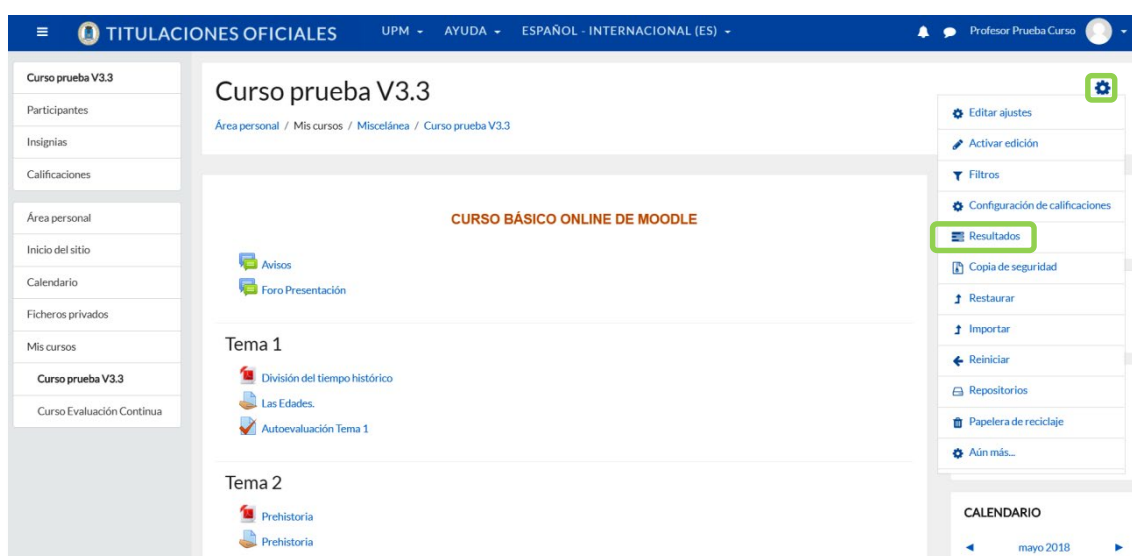 TITULACIONES OFICIALES UPM AYUDA ESPAÑOL - INTERNACIONAL (ES) Profesor Prueba Curso
Curso prueba V3.3
Participantes
Insignias
Calificaciones
Área personal
Inicio del sitio
Calendario
Ficheros privados
Mis cursos
Curso prueba V3.3
Curso Evaluación Continua
Curso prueba V3.3
Área personal / Mis cursos / Miscelánea / Curso prueba V3.3
CURSO BÁSICO ONLINE DE MOODLE
Avisos
Foro Presentación
Tema 1
División del tiempo histórico
Las Edades.
Autoevaluación Tema 1
Tema 2
Prehistoria
Prehistoria
Editar ajustes
Activar edición
Filtros
Configuración de calificaciones
Resultados
Copia de seguridad
Restaurar
Importar
Reiniciar
Repositorios
Papelera de reciclaje
Aún más...
CALENDARIO
mayo 2018